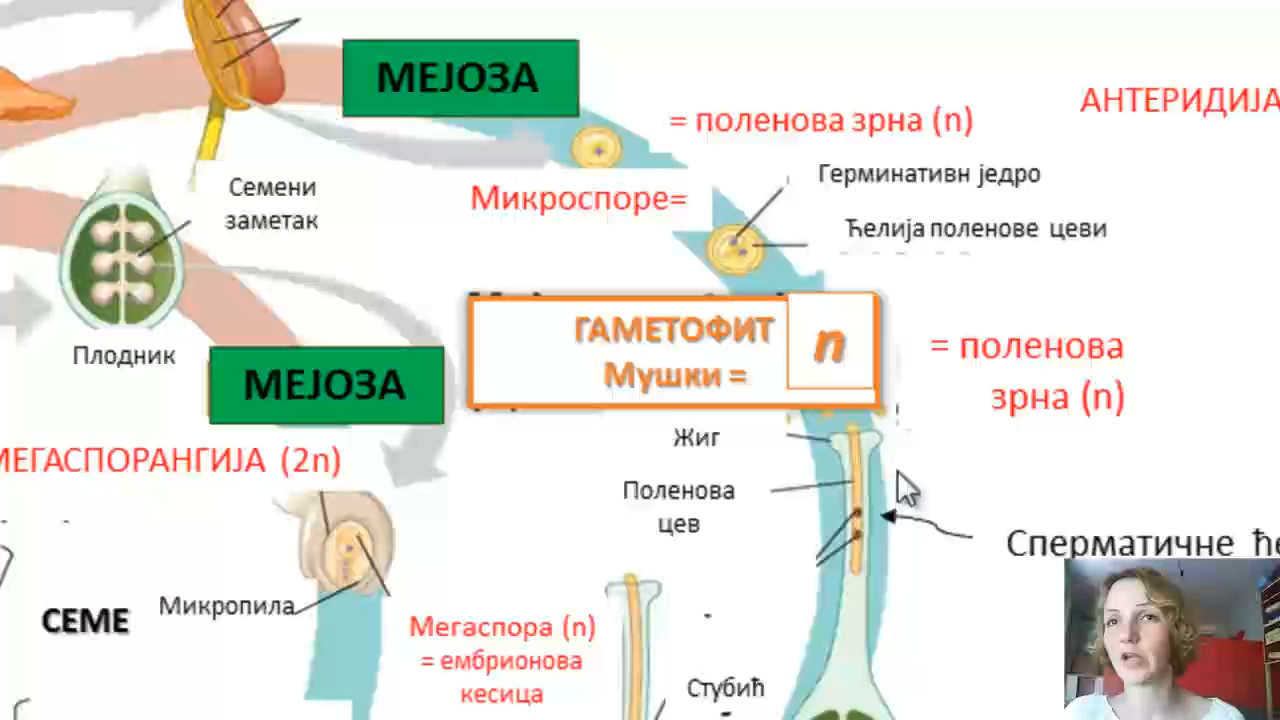 МЕЈОЗА
АНТЕРИДИЈА
= поленова зрна (n)
Герминативн једро
Семени
заметак
Микроспоре=
Ћелија поленове цеви
ГАМЕТОФИТ
Мушки =
n
= поленова
зрна (n)
Плодник
МЕЈОЗА
Жиг
МЕГАСПОРАНГИЈА (2n)
Поленова
цев
Сперматичне ће
Микропила
СЕМЕ
Мегаспора (n)
= ембрионова
кесица
Стубић